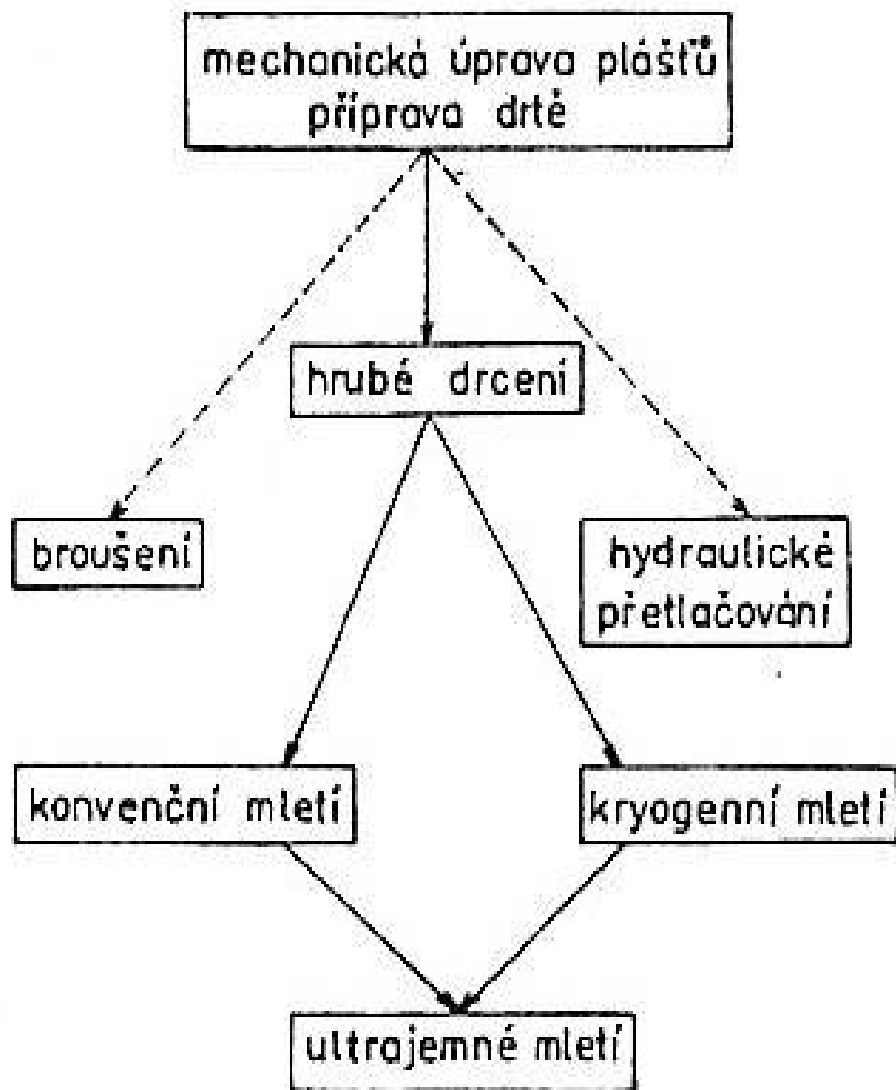 mechanická úprava plášťů
příprava drtě
hrubé drcení
broušení
hydraulické
přetlačování
konvenční mletí
kryogenní mletí
ultrajemné mletí